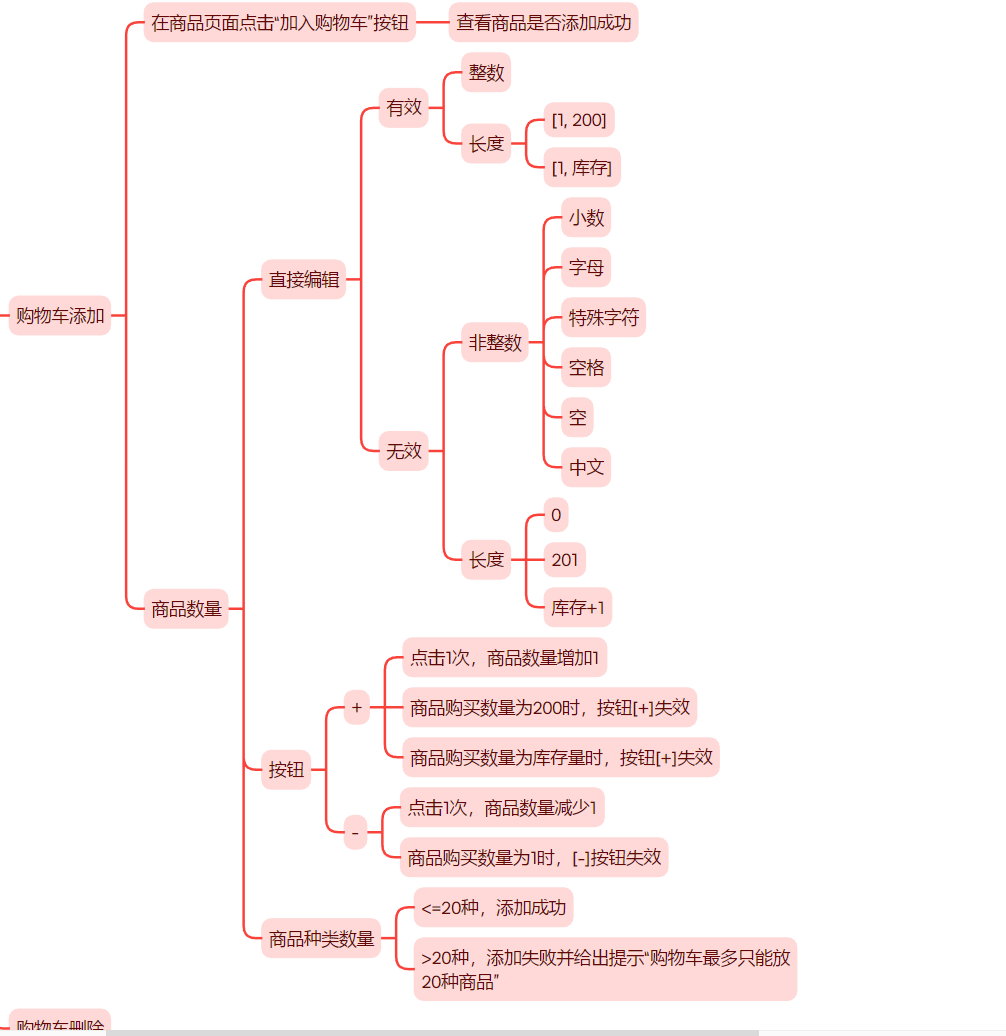 在商品页面点击“加入购物车”按钮
查看商品是否添加成功
整数
有效
[1, 200]
长度
[1, 库存]
小数
字母
直接编辑
特殊字符
购物车添加
非整数
空格
空
无效
中文
0
长度
201
库存+1
商品数量
点击1次，商品数量增加1
+
商品购买数量为200时，按钮[+]失效
商品购买数量为库存量时，按钮[+]失效
按钮
点击1次，商品数量减少1
-
商品购买数量为1时，[-]按钮失效
<=20种，添加成功
商品种类数量
>20种，添加失败并给出提示“购物车最多只能放
20种商品”
购物车删除